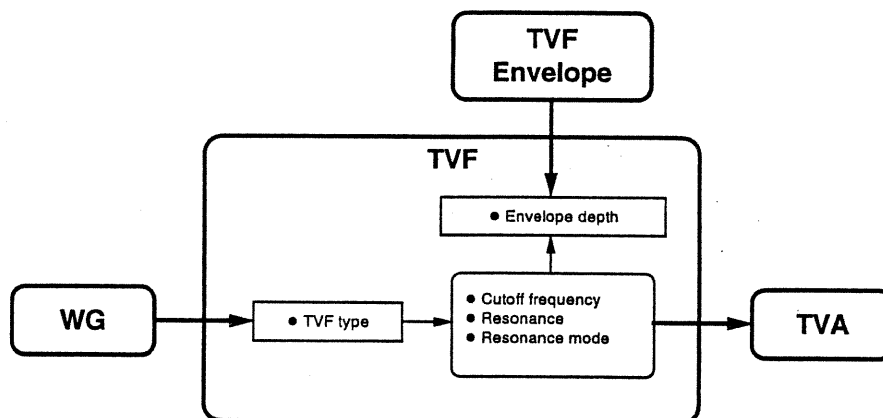 TVF
Envelope
TVF
● Envelope depth
WG
● TVF type
● Cutoff frequency
● Resonance
● Resonance mode
TVA